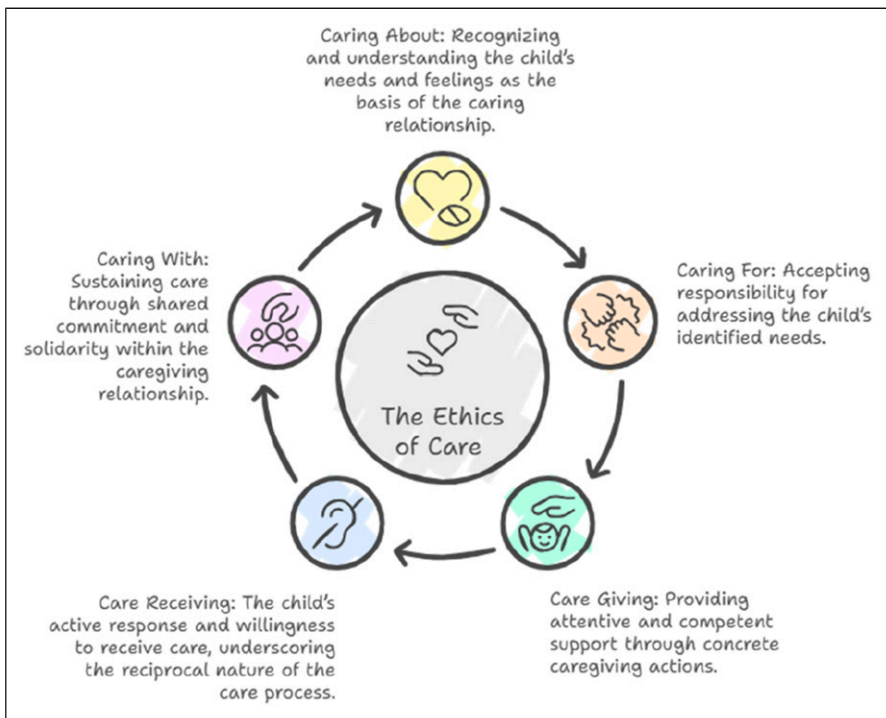 Caring About: Recognizing
and understanding the child's
needs and feelings as the
basis of the caring
relationship.
Caring For: Accepting
responsibility for
addressing the child's
identified needs.
Care Giving: Providing
attentive and competent
support through concrete
caregiving actions.
Care Receiving: The child's
active response and willingness
to receive care, underscoring
the reciprocal nature of the
care process.
Caring With:
Sustaining care
through shared
commitment and
solidarity within the
caregiving
relationship.
The Ethics
of Care